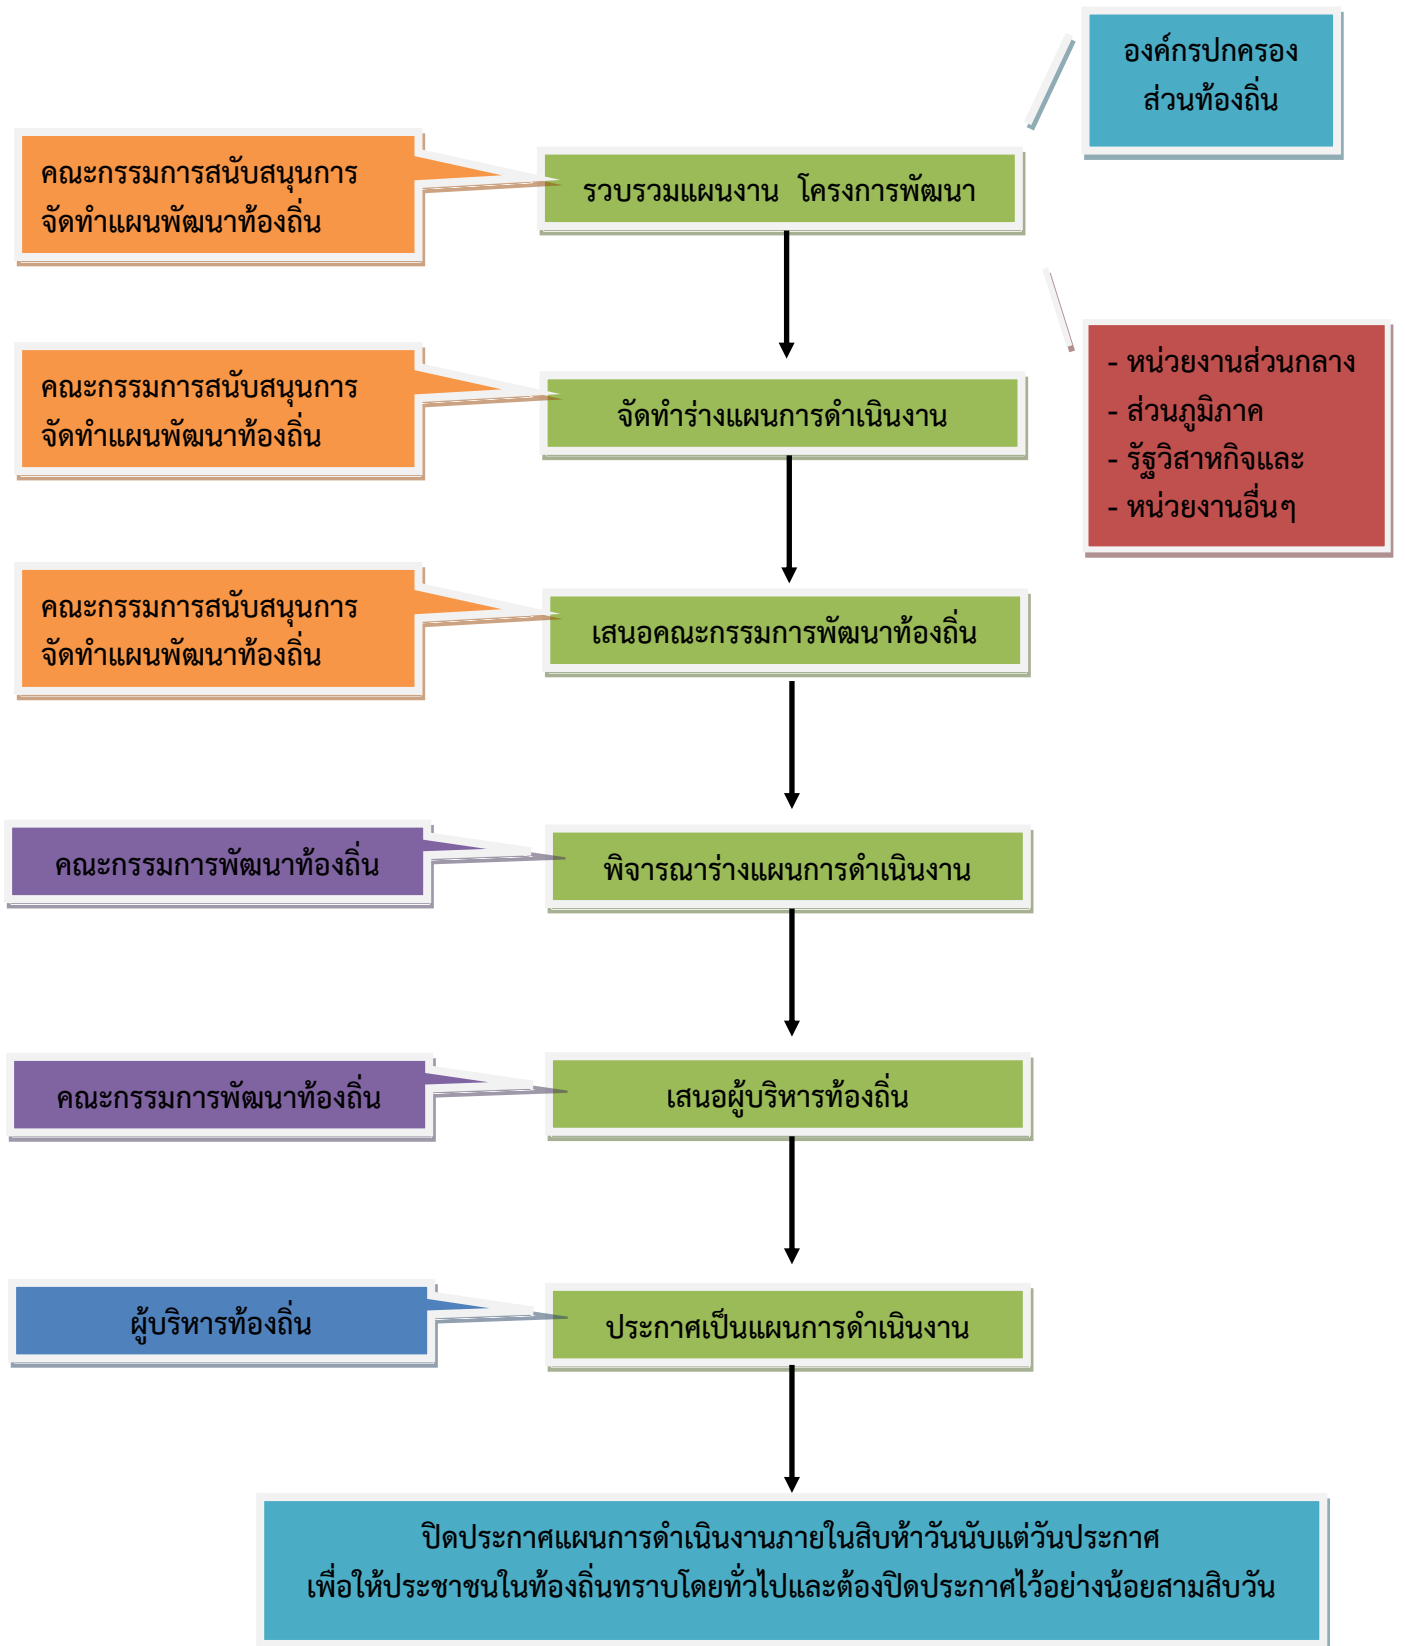 องค์กรปกครอง
ส่วนท้องถิ่น
คณะกรรมการสนับสนุนการ
จัดทำแผนพัฒนาท้องถิ่น
รวบรวมแผนงาน โครงการพัฒนา
- หน่วยงานส่วนกลาง
- ส่วนภูมิภาค
- รัฐวิสาหกิจและ
- หน่วยงานอื่นๆ
คณะกรรมการสนับสนุนการ
จัดทำแผนพัฒนาท้องถิ่น
จัดทำร่างแผนการดำเนินงาน
คณะกรรมการสนับสนุนการ
จัดทำแผนพัฒนาท้องถิ่น
เสนอคณะกรรมการพัฒนาท้องถิ่น
คณะกรรมการพัฒนาท้องถิ่น
พิจารณาร่างแผนการดำเนินงาน
คณะกรรมการพัฒนาท้องถิ่น
เสนอผู้บริหารท้องถิ่น
ผู้บริหารท้องถิ่น
ประกาศเป็นแผนการดำเนินงาน
ปิดประกาศแผนการดำเนินงานภายในสิบห้าวันนับแต่วันประกาศ
เพื่อให้ประชาชนในท้องถิ่นทราบโดยทั่วไปและต้องปิดประกาศไว้อย่างน้อยสามสิบวัน